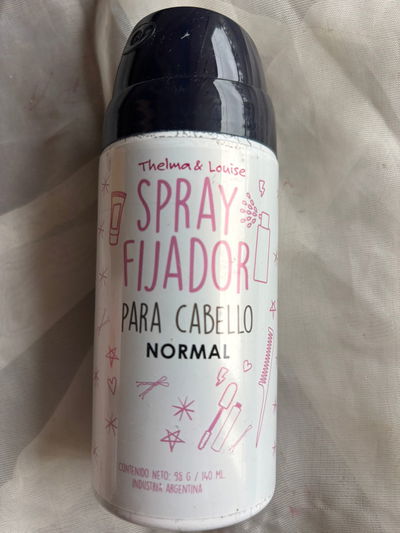 Thelma & Louise
SPRAY
FIJADOR
PARA CABELLO
NORMAL
CONTENIDO NETO: 98 G / 140 ML.
INDUSTRIA ARGENTINA